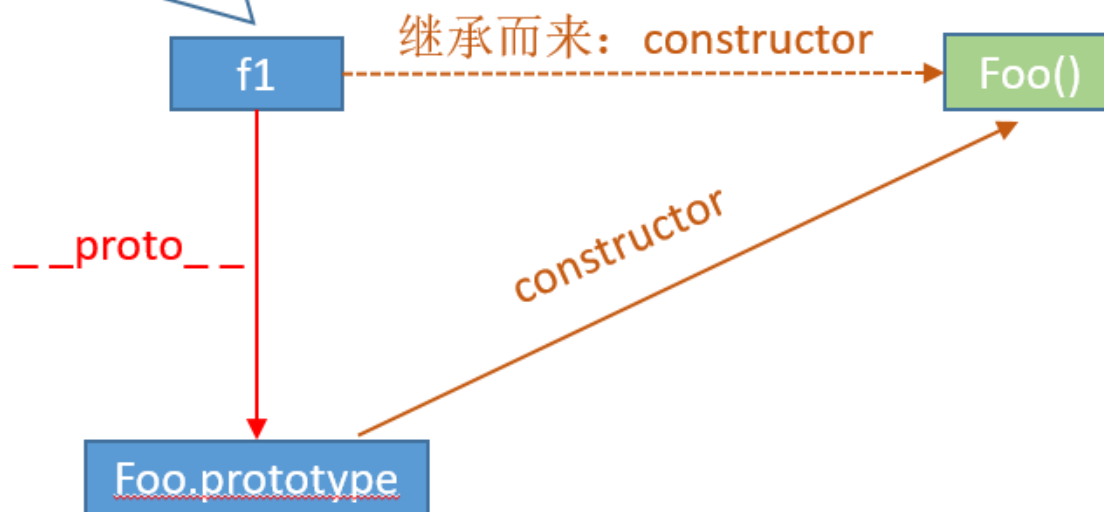 继承而来：constructor
f1
Foo()
_ _proto_ _
constructor
Foo.prototype